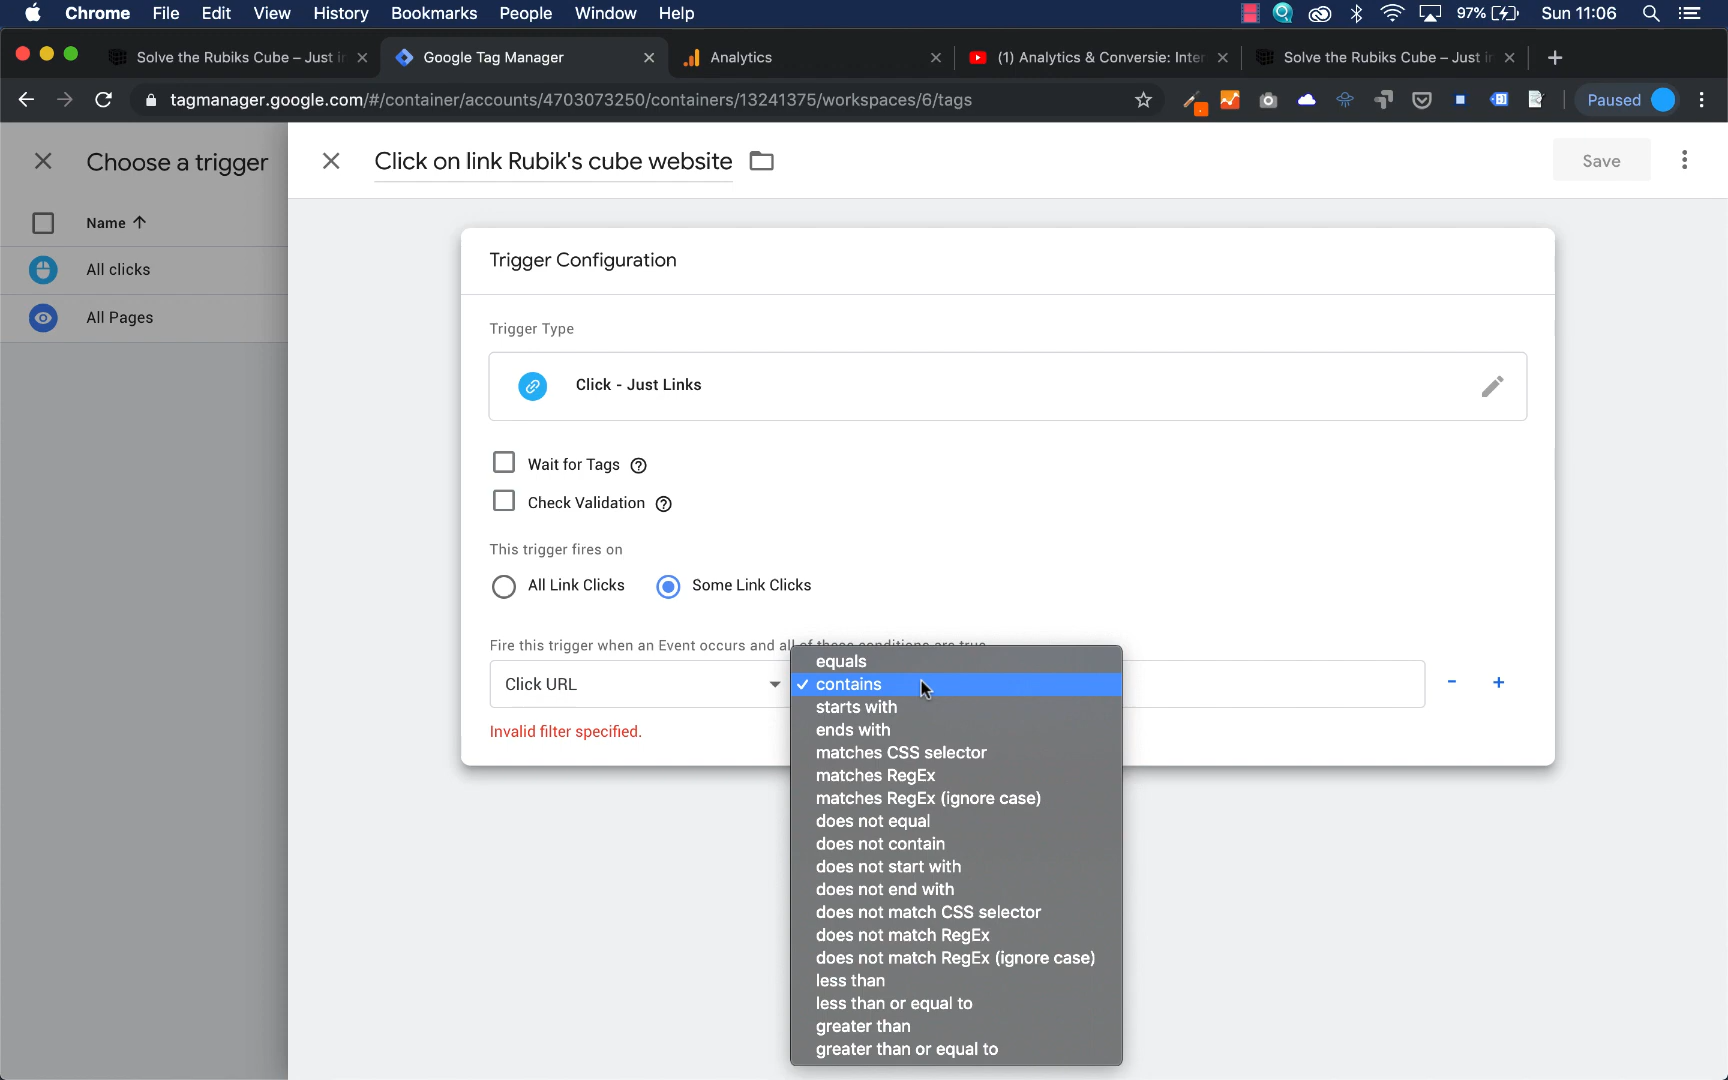 Chrome File Edit View History Bookmarks People Window Help 97% Sun 11:06
Solve the Rubiks Cube – Just i
Google Tag Manager
Analytics
(1) Analytics & Conversie: Inter
Solve the Rubiks Cube – Just i
tagmanager.google.com/#/container/accounts/4703073250/containers/13241375/workspaces/6/tags
Paused
Choose a trigger
Click on link Rubik's cube website
Save
Name
All clicks
All Pages
Trigger Configuration
Trigger Type
Click - Just Links
Wait for Tags
Check Validation
This trigger fires on
All Link Clicks Some Link Clicks
Fire this trigger when an Event occurs and all of these conditions are true
Click URL
- +
Invalid filter specified.
equals
contains
starts with
ends with
matches CSS selector
matches RegEx
matches RegEx (ignore case)
does not equal
does not contain
does not start with
does not end with
does not match CSS selector
does not match RegEx
does not match RegEx (ignore case)
less than
less than or equal to
greater than
greater than or equal to